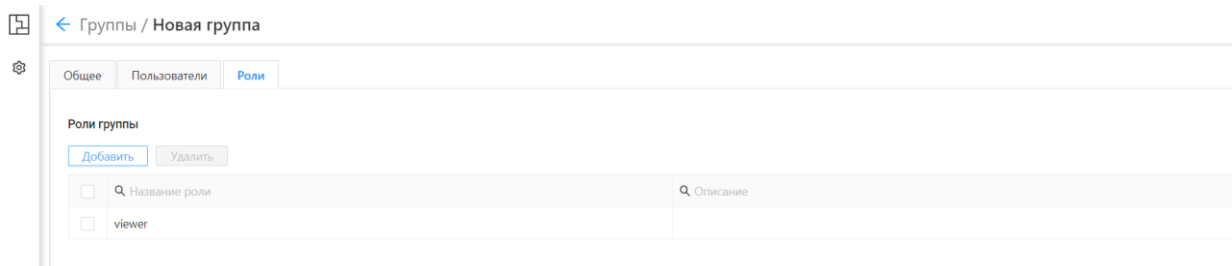 Группы / Новая группа
Общее Пользователи Роли
Роли группы
Добавить Удалить
Название роли Описание
viewer